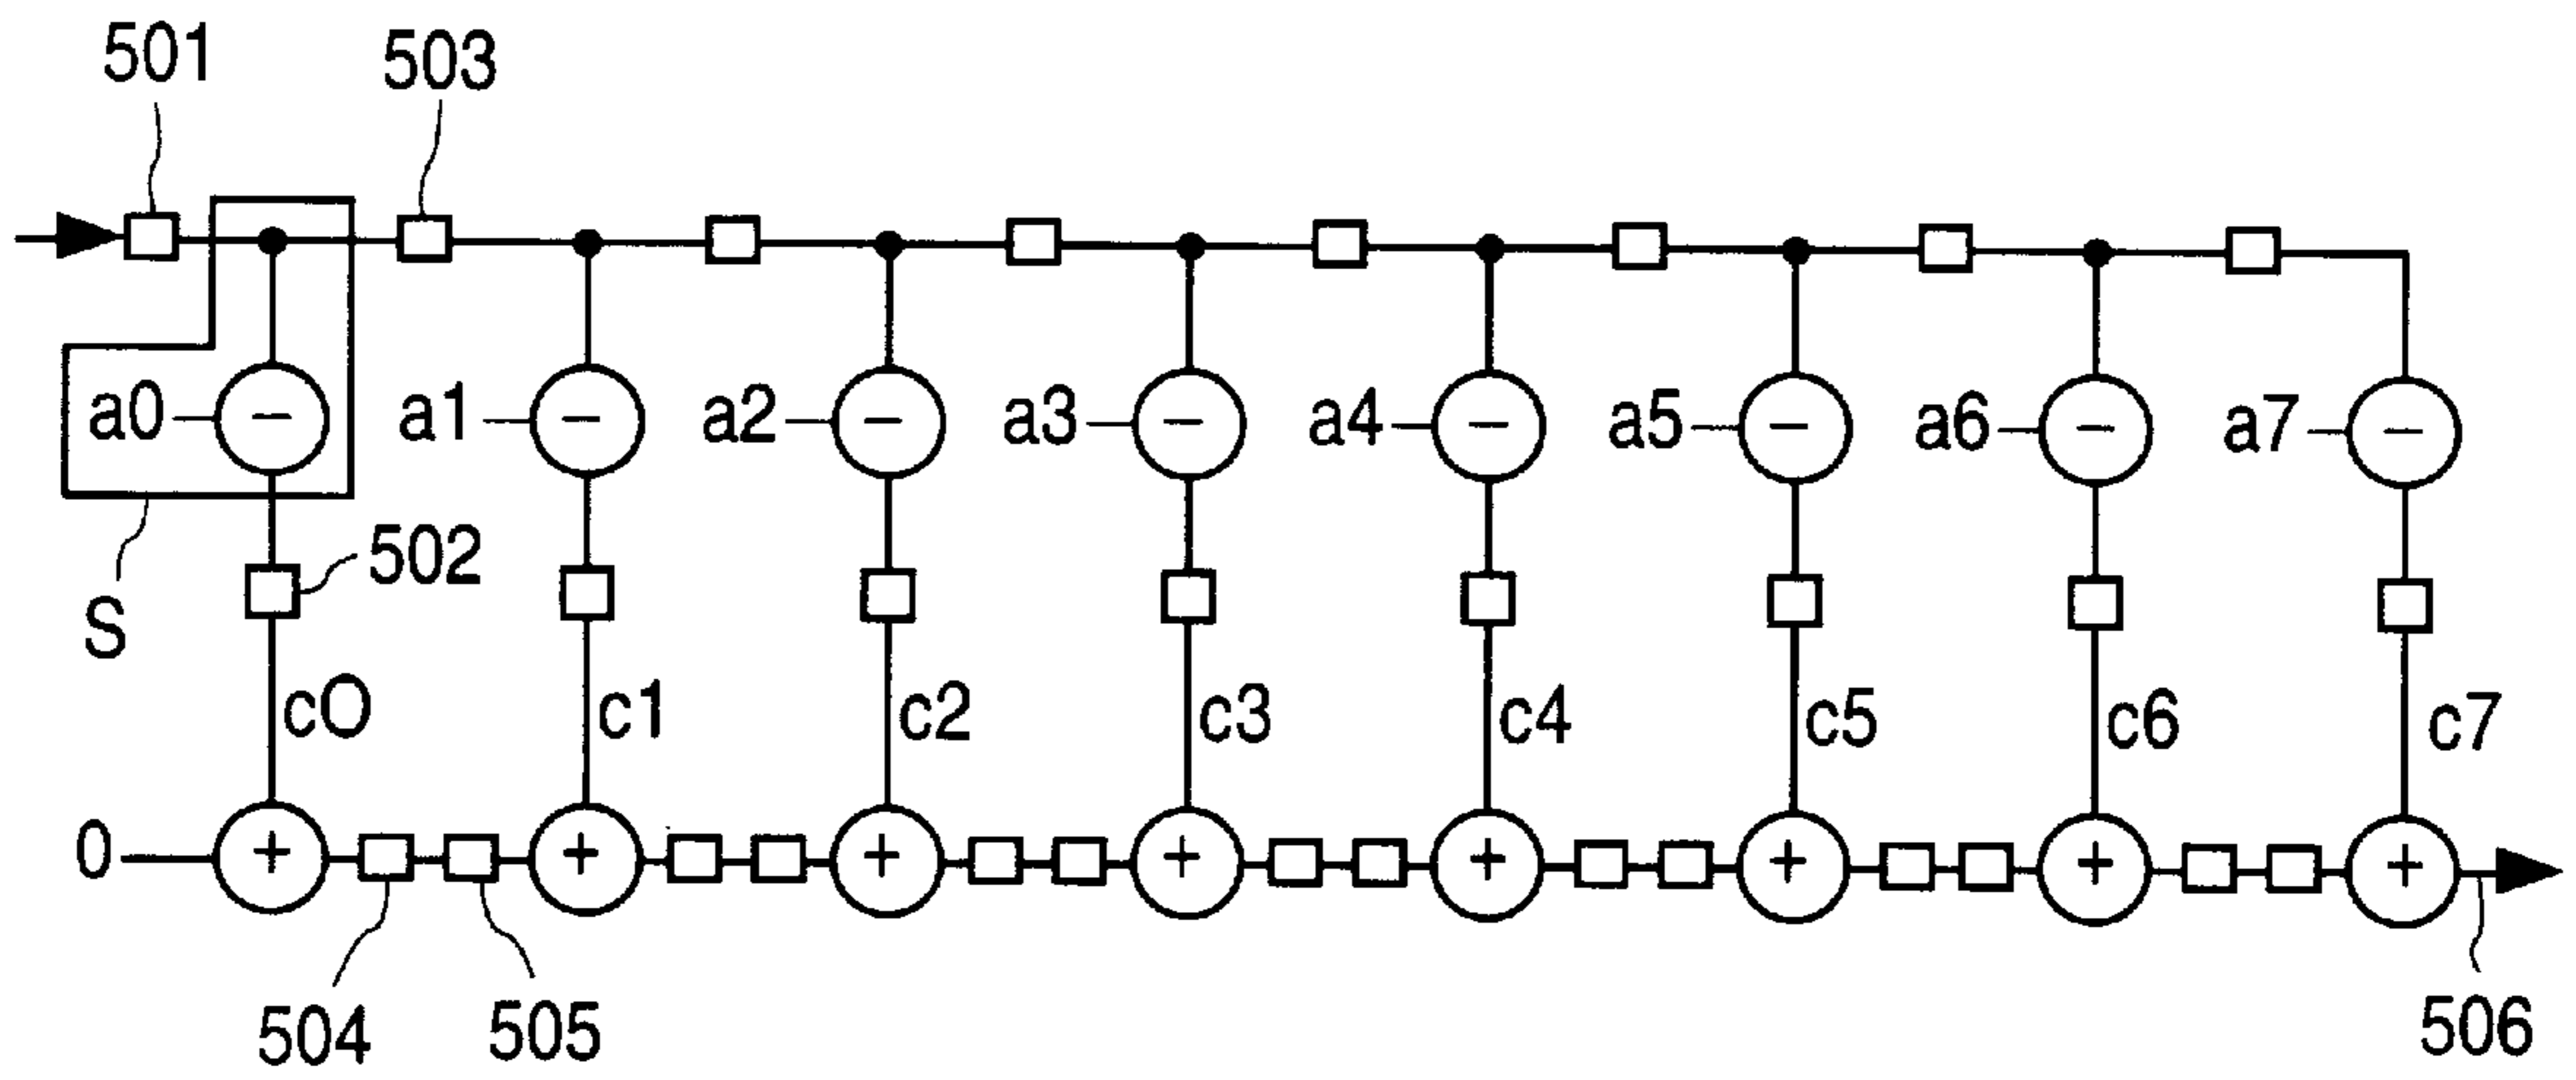 501 503
a0 − a1 − a2 − a3 − a4 − a5 − a6 − a7 −
502
S
cO c1 c2 c3 c4 c5 c6 c7
0 + + + + + + + +
504 505 506